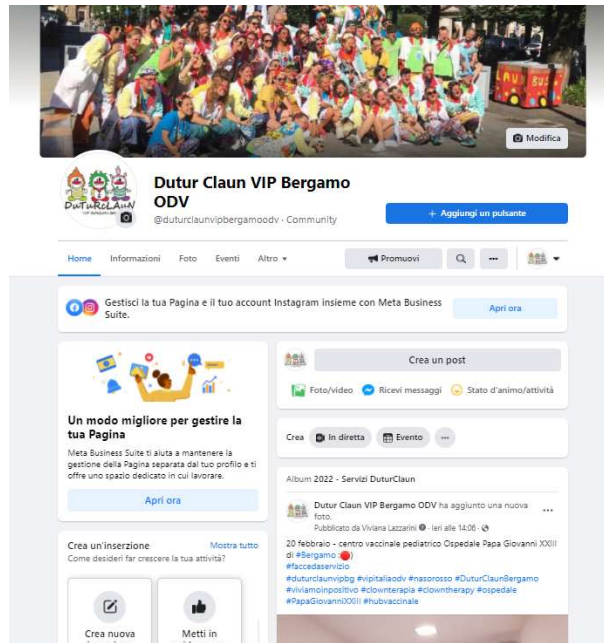 CLAUN BUS
Modifica
DuTuRCLAuN
VIP BERGAMO ODV
Dutur Claun VIP Bergamo
ODV
@duturclaunvipbergamoodv · Community
+ Aggiungi un pulsante
Home Informazioni Foto Eventi Altro
Promuovi
Gestisci la tua Pagina e il tuo account Instagram insieme con Meta Business
Suite.
Apri ora
Un modo migliore per gestire la
tua Pagina
Meta Business Suite ti aiuta a mantenere la
gestione della Pagina separata dal tuo profilo e ti
offre uno spazio dedicato in cui lavorare.
Apri ora
Crea un'inserzione Mostra tutto
Come desideri far crescere la tua attività?
Crea nuova
Metti in
Crea un post
Foto/video Ricevi messaggi Stato d'animo/attività
Crea In diretta Evento ...
Album 2022 - Servizi DuturClaun
Dutur Claun VIP Bergamo ODV ha aggiunto una nuova
foto.
Pubblicato da Viviana Lazzarini · Ieri alle 14:06 ·
20 febbraio - centro vaccinale pediatrico Ospedale Papa Giovanni XXIII
di #Bergamo :🔴)
#faccedaservizio
#duturclaunvipbg #vipitaliaodv #nasorosso #DuTurClaunBergamo
#viviamoinpositivo #clownterapia #clowntherapy #ospedale
#PapaGiovanniXXIII #hubvaccinale